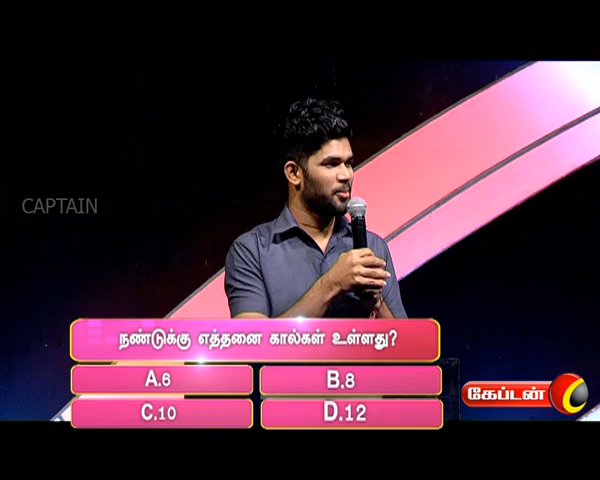 CAPTAIN
நண்டுக்கு எத்தனை கால்கள் உள்ளது?
A.6
B.8
C.10
D.12
கேப்டன்